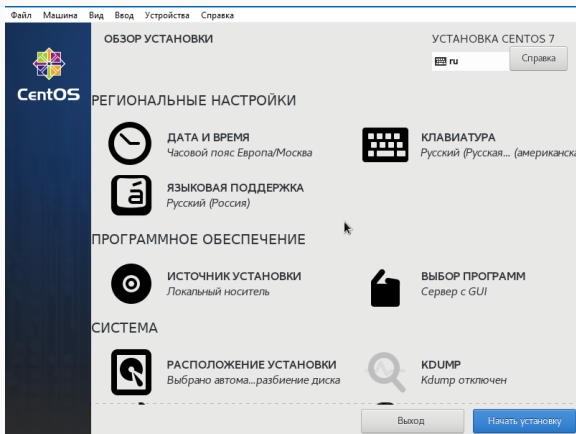 Файл Машина Вид Ввод Устройства Справка
ОБЗОР УСТАНОВКИ
УСТАНОВКА CENTOS 7
ru
Справка
CentOS
РЕГИОНАЛЬНЫЕ НАСТРОЙКИ
ДАТА И ВРЕМЯ
Часовой пояс Европа/Москва
КЛАВИАТУРА
Русский (Русская... (американска
ЯЗЫКОВАЯ ПОДДЕРЖКА
Русский (Россия)
ПРОГРАММНОЕ ОБЕСПЕЧЕНИЕ
ИСТОЧНИК УСТАНОВКИ
Локальный носитель
ВЫБОР ПРОГРАММ
Сервер с GUI
СИСТЕМА
РАСПОЛОЖЕНИЕ УСТАНОВКИ
Выбрано автома...разбиение диска
KDUMP
Kdump отключен
Выход
Начать установку